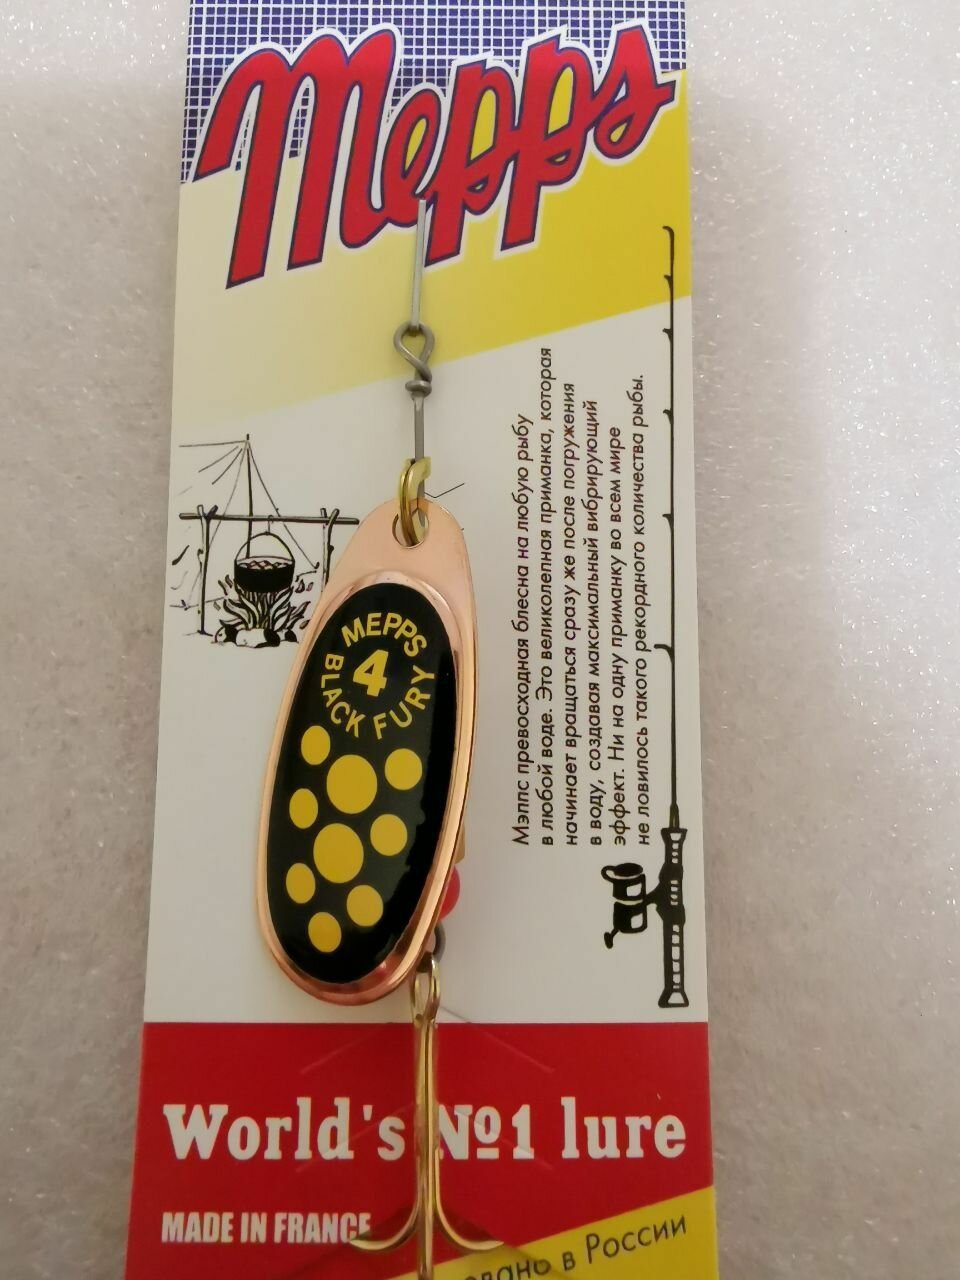 Mepps
MEPPS
4
BLACK FURY
Мэппс превосходная блесна на любую рыбу
в любой воде. Это великолепная приманка, которая
начинает вращаться сразу же после погружения
в воду, создавая максимальный вибрирующий
эффект. Ни на одну приманку во всем мире
не ловилось такого рекордного количества рыбы.
World's №1 lure
MADE IN FRANCE
в России